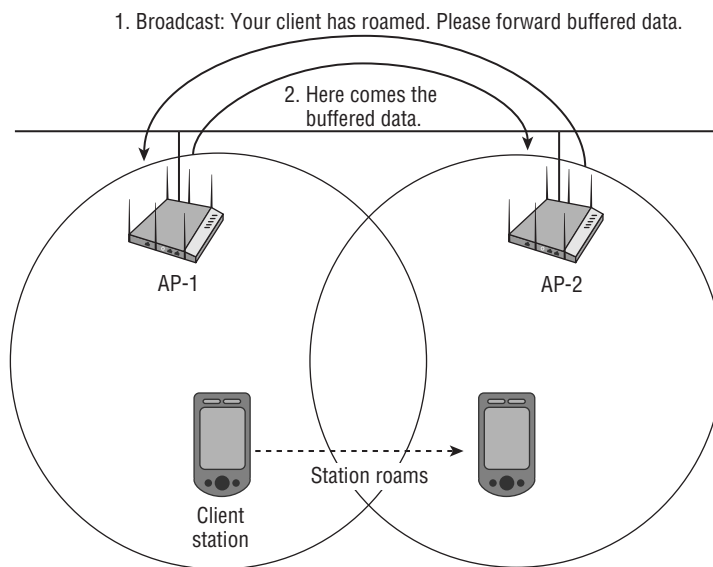 1. Broadcast: Your client has roamed. Please forward buffered data.
2. Here comes the
buffered data.
AP-1
AP-2
Station roams
Client
station